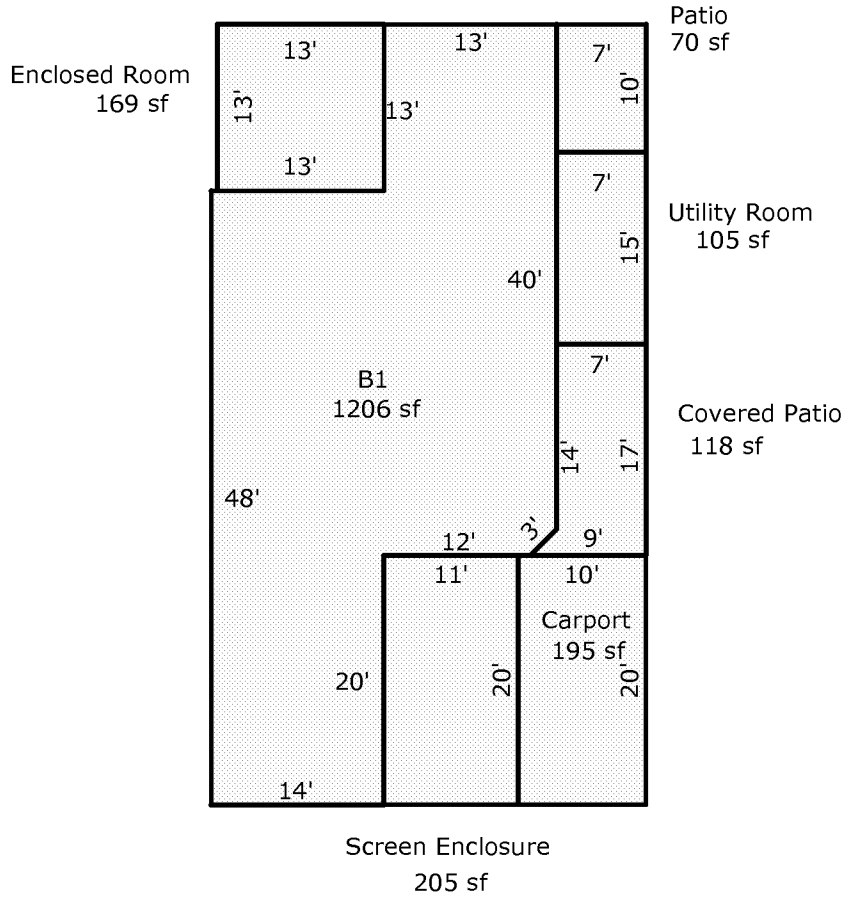 Patio
70 sf
13'
13'
7'
Enclosed Room
169 sf
13'
13'
10'
13'
7'
Utility Room
105 sf
15'
40'
7'
B1
1206 sf
Covered Patio
118 sf
14'
17'
48'
3'
12'
9'
11'
10'
Carport
195 sf
20'
20'
20'
14'
Screen Enclosure
205 sf